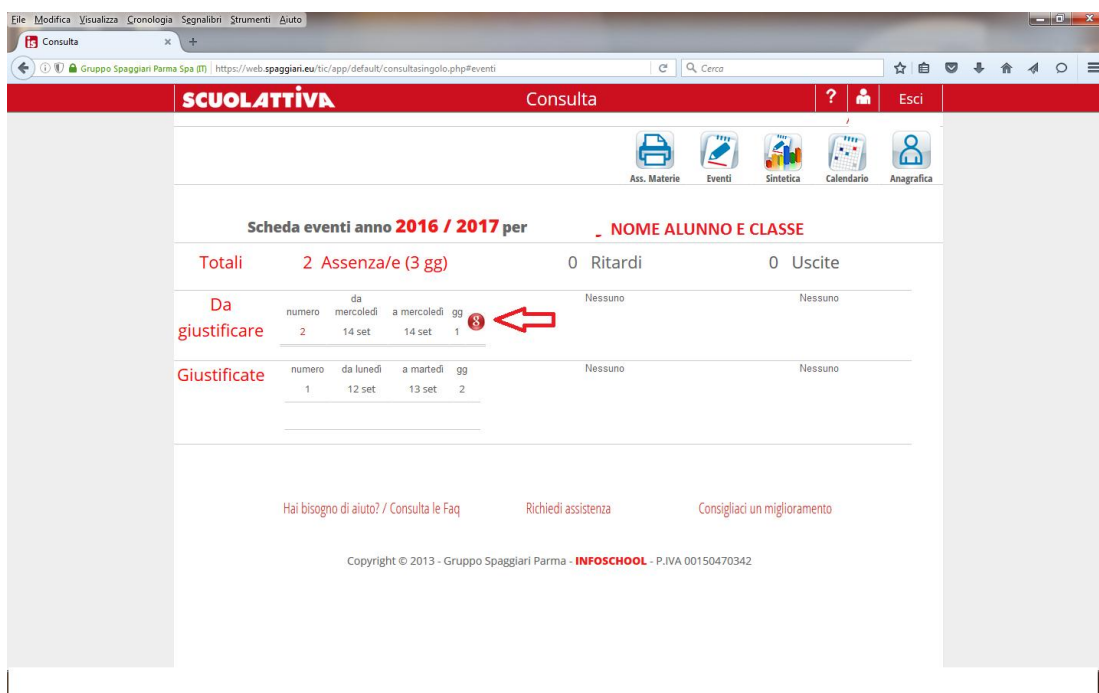 File Modifica Visualizza Cronologia Segnalibri Strumenti Aiuto
Consulta
Gruppo Spaggiari Parma Spa (IT) https://web.spaggiari.eu/tic/app/default/consultasingolo.php#eventi
Cerca
SCUOLATTIVA Consulta ? Esci
Ass. Materie Eventi Sintetica Calendario Anagrafica
Scheda eventi anno 2016 / 2017 per NOME ALUNNO E CLASSE
Totali 2 Assenza/e (3 gg) 0 Ritardi 0 Uscite
Da giustificare
numero da mercoledì a mercoledì gg
2 14 set 14 set 1
Nessuno Nessuno
Giustificate
numero da lunedì a martedì gg
1 12 set 13 set 2
Nessuno Nessuno
Hai bisogno di aiuto? / Consulta le Faq Richiedi assistenza Consigliaci un miglioramento
Copyright © 2013 - Gruppo Spaggiari Parma - INFOSCHOOL - P.IVA 00150470342